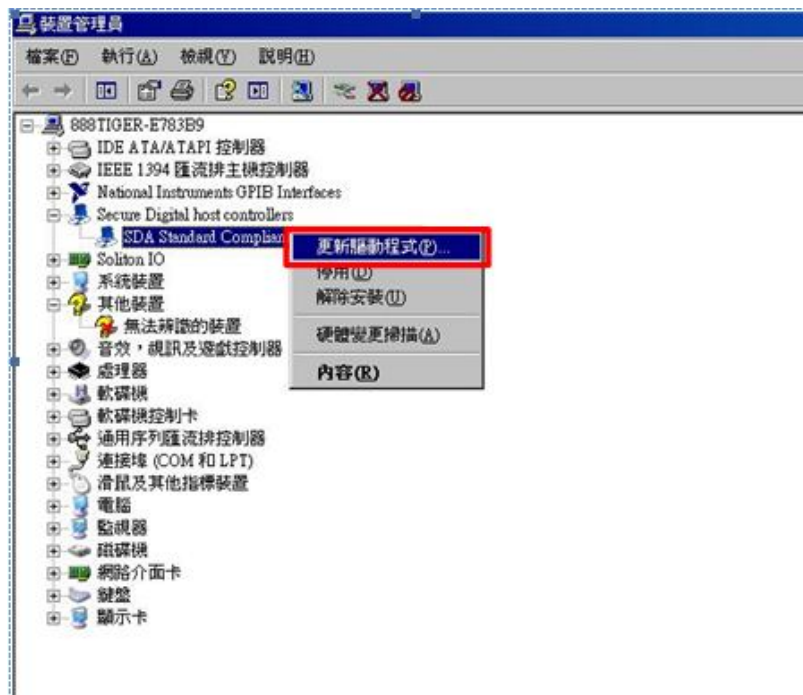 裝置管理員
檔案(F) 執行(A) 檢視(V) 說明(H)
888TIGER-E783B9
IDE ATA/ATAPI 控制器
IEEE 1394 匯流排主機控制器
National Instruments GPIB Interfaces
Secure Digital host controllers
SDA Standard Complian
更新驅動程式(P)...
停用(D)
解除安裝(U)
硬體變更掃描(A)
內容(R)
Soliton IO
系統裝置
其他裝置
無法辨識的裝置
音效，視訊及遊戲控制器
處理器
軟碟機
軟碟機控制卡
通用序列匯流排控制器
連接埠 (COM 和 LPT)
滑鼠及其他指標裝置
電腦
監視器
磁碟機
網路介面卡
鍵盤
顯示卡